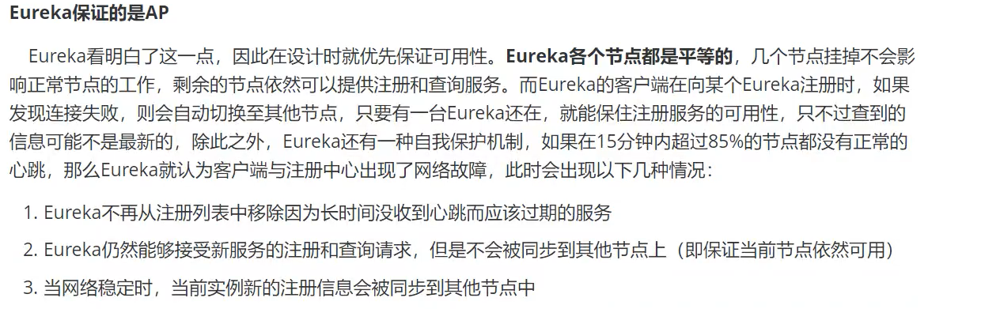 Eureka保证的是AP
Eureka看明白了这一点，因此在设计时就优先保证可用性。Eureka各个节点都是平等的，几个节点挂掉不会影
响正常节点的工作，剩余的节点依然可以提供注册和查询服务。而Eureka的客户端在向某个Eureka注册时，如果
发现连接失败，则会自动切换至其他节点，只要有一台Eureka还在，就能保住注册服务的可用性，只不过查到的
信息可能不是最新的，除此之外，Eureka还有一种自我保护机制，如果在15分钟内超过85%的节点都没有正常的
心跳，那么Eureka就认为客户端与注册中心出现了网络故障，此时会出现以下几种情况：
1. Eureka不再从注册列表中移除因为长时间没收到心跳而应该过期的服务
2. Eureka仍然能够接受新服务的注册和查询请求，但是不会被同步到其他节点上（即保证当前节点依然可用）
3. 当网络稳定时，当前实例新的注册信息会被同步到其他节点中